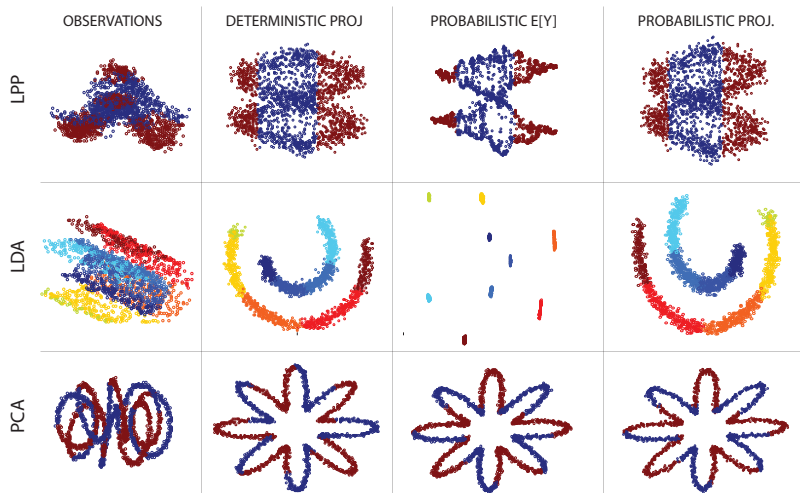 OBSERVATIONS DETERMINISTIC PROJ PROBABILISTIC E[Y] PROBABILISTIC PROJ.
LPP
LDA
PCA